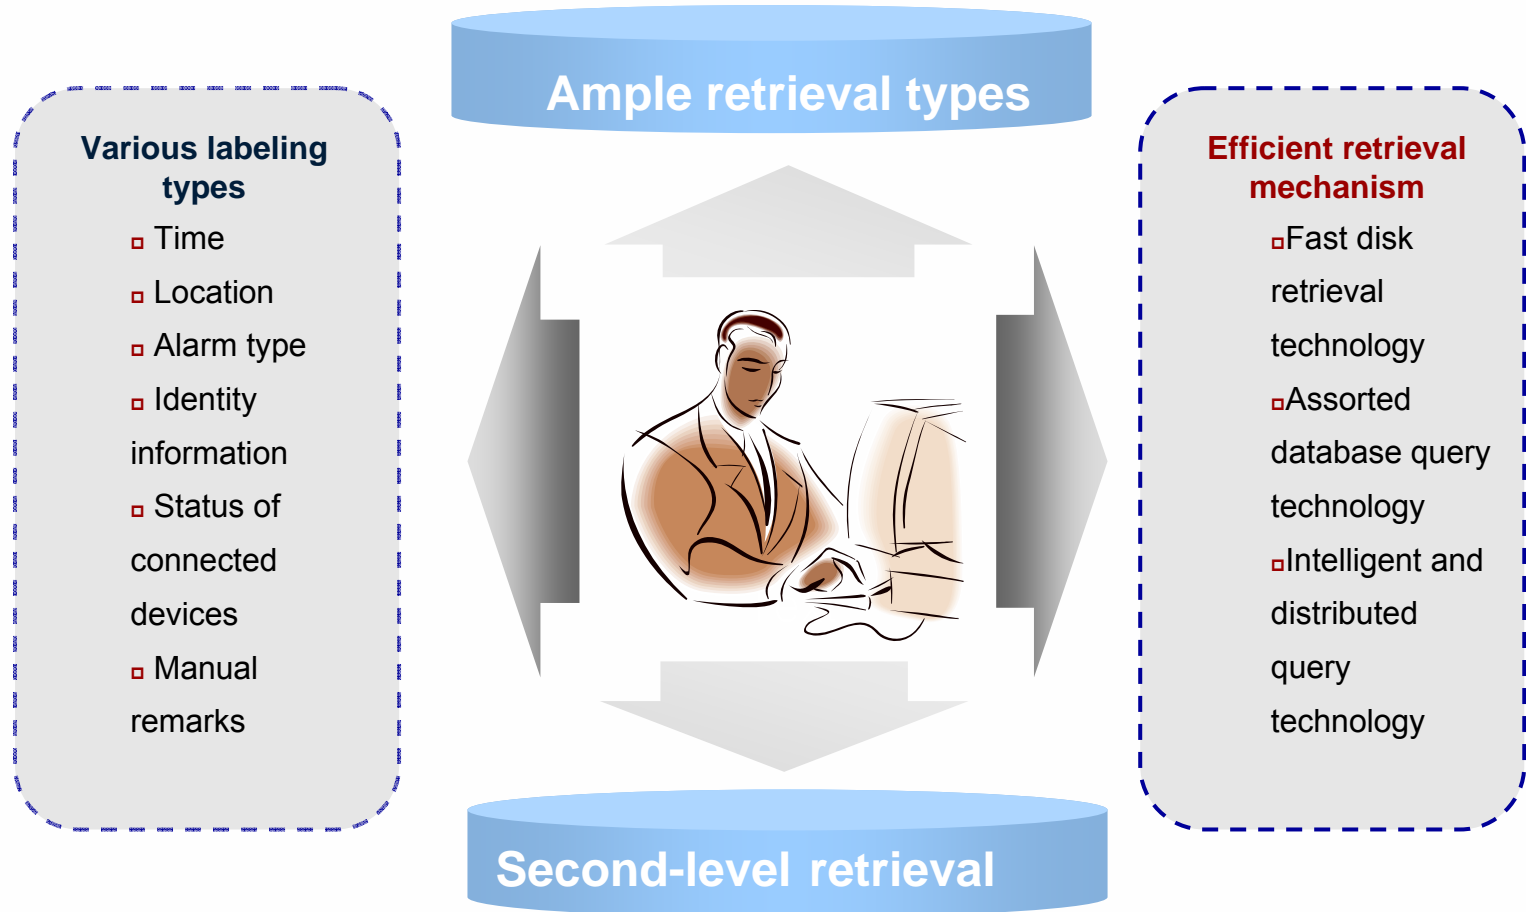 Ample retrieval types
Various labeling
types
▫ Time
▫ Location
▫ Alarm type
▫ Identity
information
▫ Status of
connected
devices
▫ Manual
remarks
Efficient retrieval
mechanism
▫Fast disk
retrieval
technology
▫Assorted
database query
technology
▫Intelligent and
distributed
query
technology
Second-level retrieval